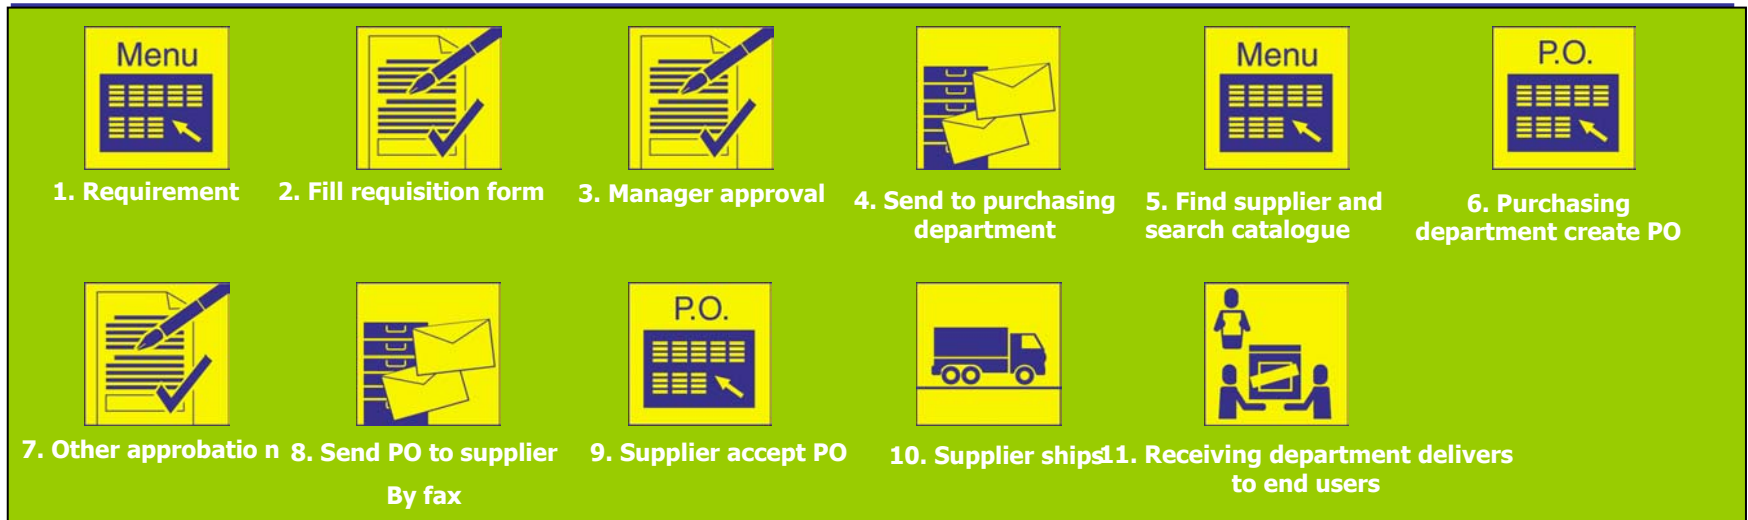 Menu
Menu
P.O.
1. Requirement
2. Fill requisition form
3. Manager approval
4. Send to purchasing
department
5. Find supplier and
search catalogue
6. Purchasing
department create PO
P.O.
7. Other approbatio n
8. Send PO to supplier
By fax
9. Supplier accept PO
10. Supplier ships
11. Receiving department delivers
to end users